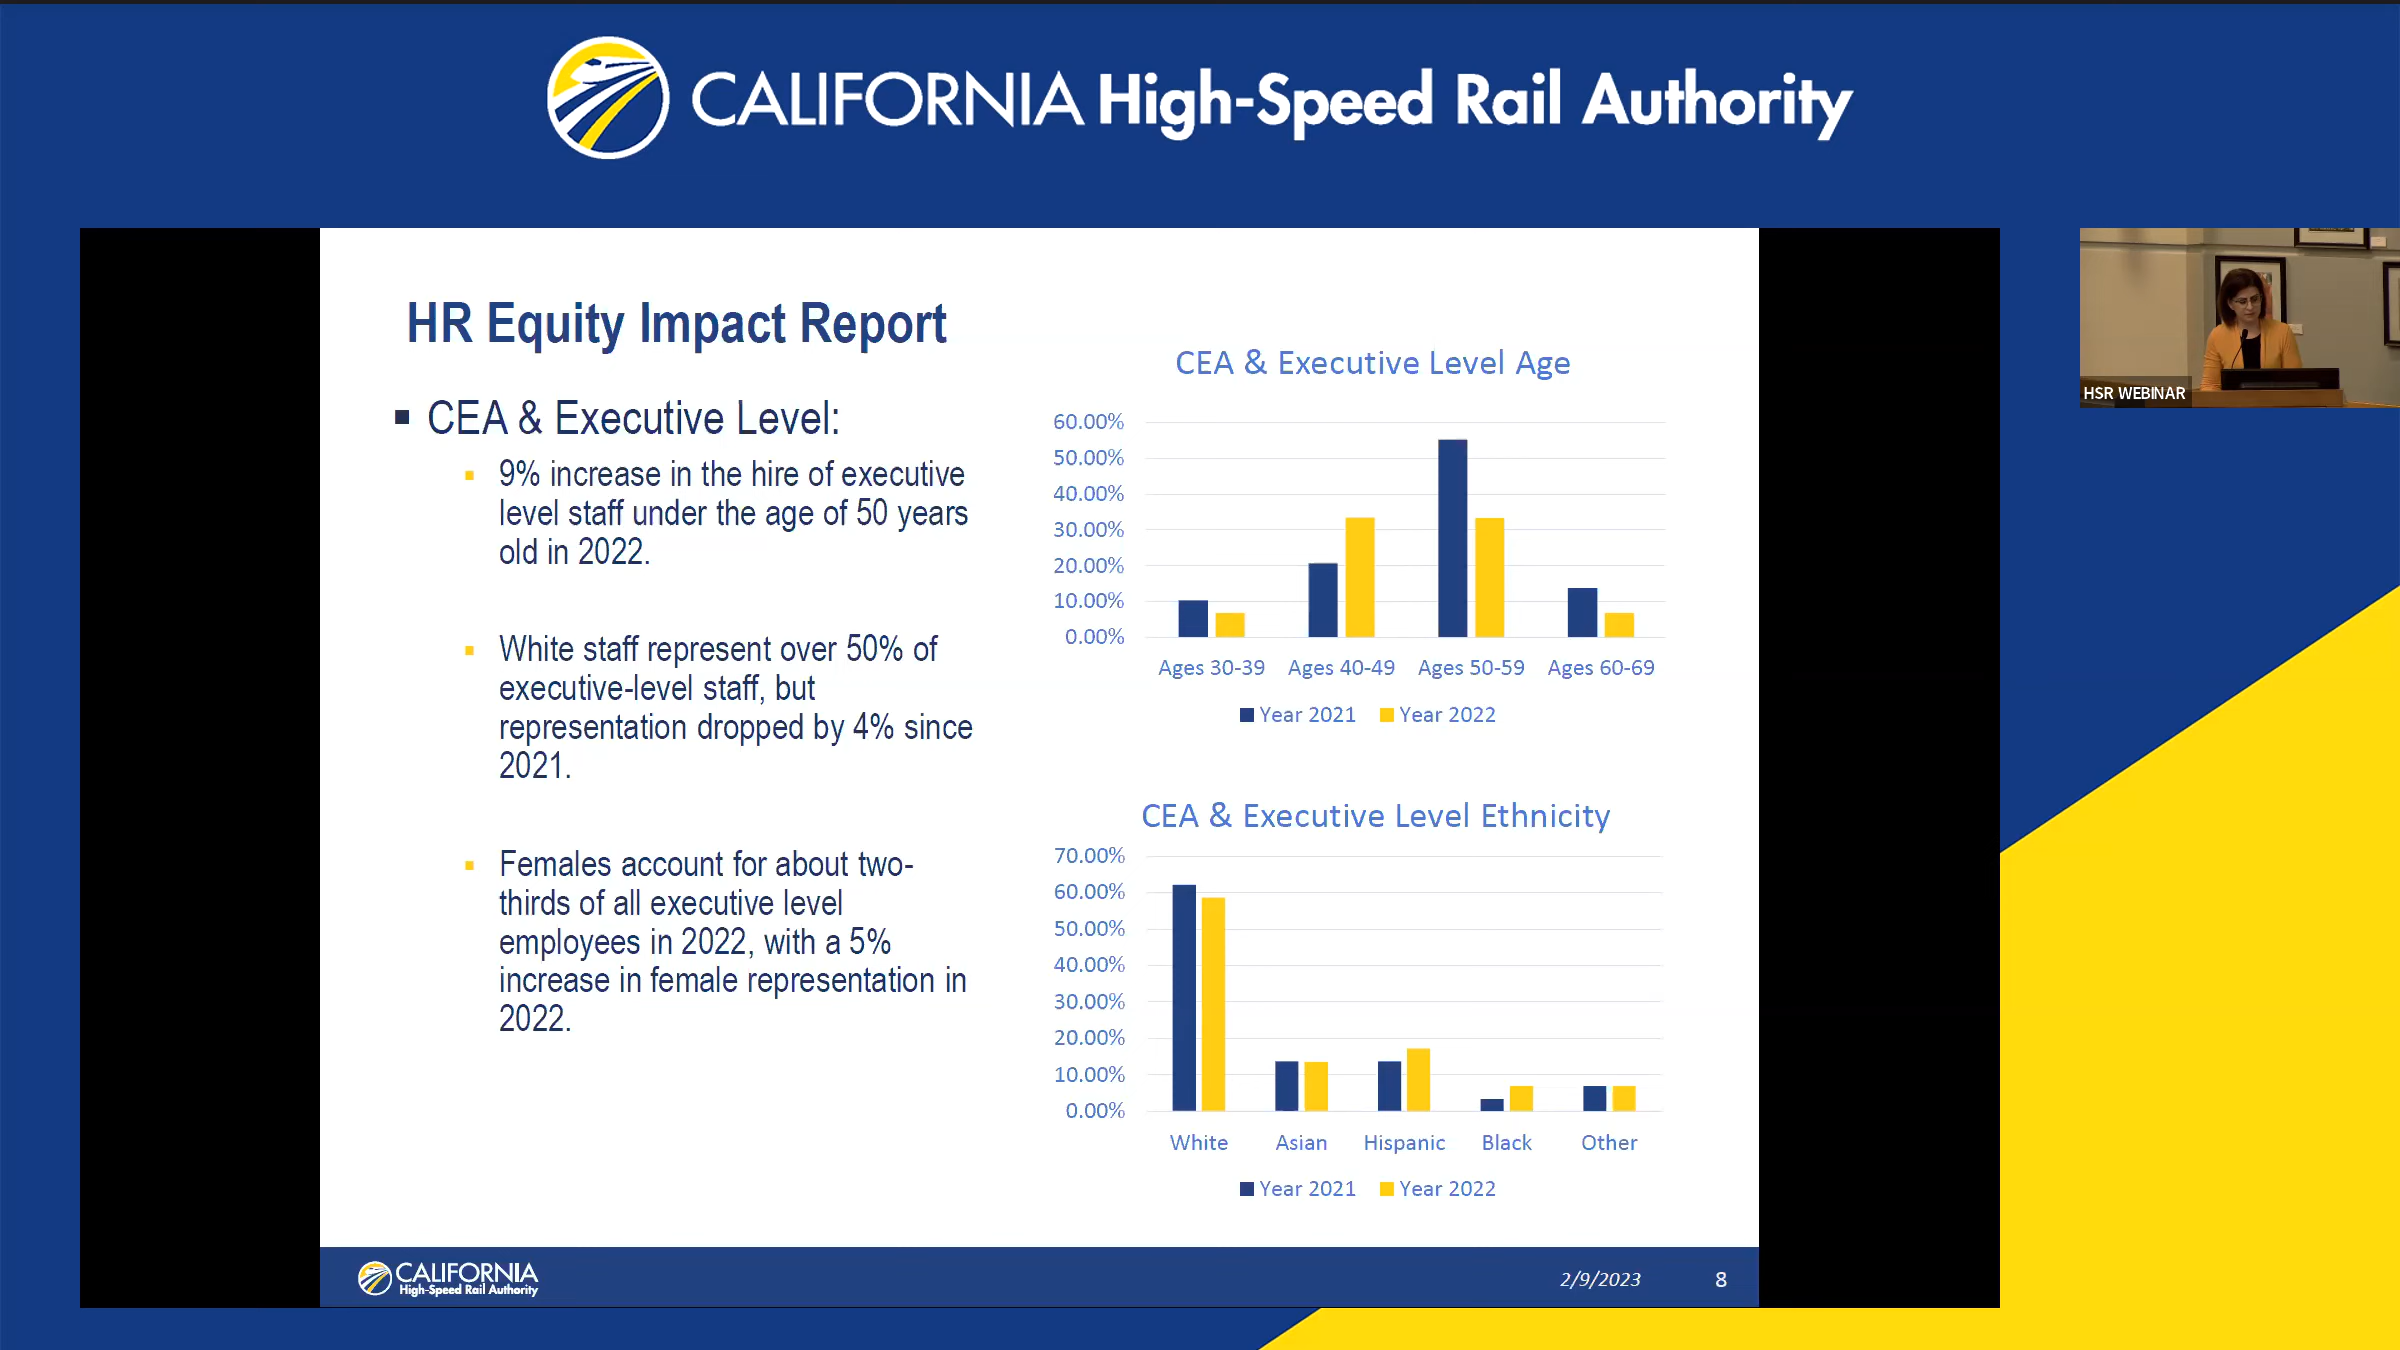 CALIFORNIA High-Speed Rail Authority
HR Equity Impact Report
CEA & Executive Level:
9% increase in the hire of executive
level staff under the age of 50 years
old in 2022.
White staff represent over 50% of
executive-level staff, but
representation dropped by 4% since
2021.
Females account for about two-
thirds of all executive level
employees in 2022, with a 5%
increase in female representation in
2022.
CEA & Executive Level Age
60.00%
50.00%
40.00%
30.00%
20.00%
10.00%
0.00%
Ages 30-39 Ages 40-49 Ages 50-59 Ages 60-69
Year 2021 Year 2022
CEA & Executive Level Ethnicity
70.00%
60.00%
50.00%
40.00%
30.00%
20.00%
10.00%
0.00%
White Asian Hispanic Black Other
Year 2021 Year 2022
CALIFORNIA
High-Speed Rail Authority
2/9/2023 8
HSR WEBINAR